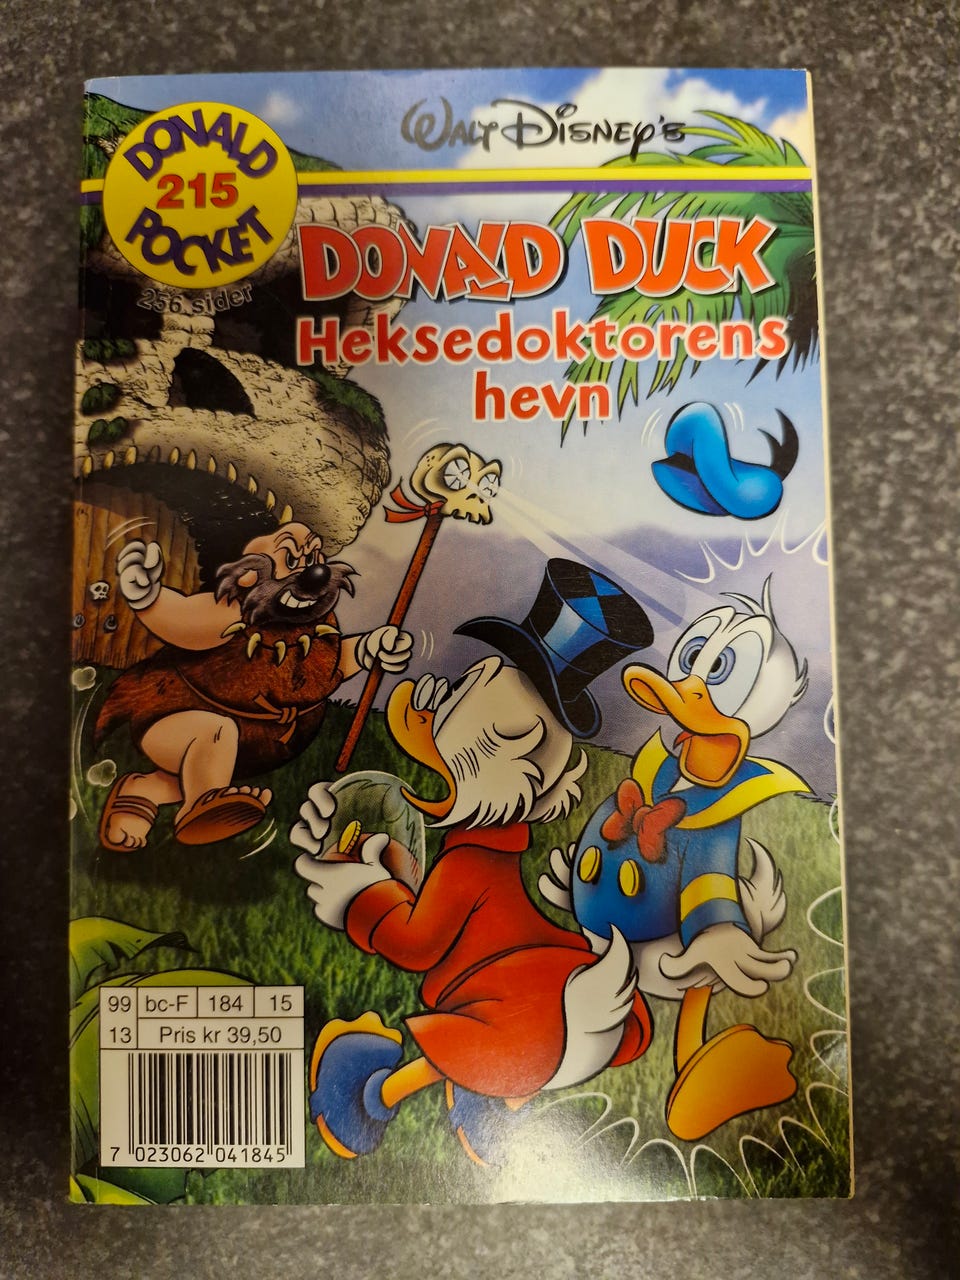 WALT DISNEY'S
DONALD
215
POCKET
256 sider
DONALD DUCK
Heksedoktorens
hevn
99 bc-F 184 15
13 Pris kr 39,50
7 023062 041845